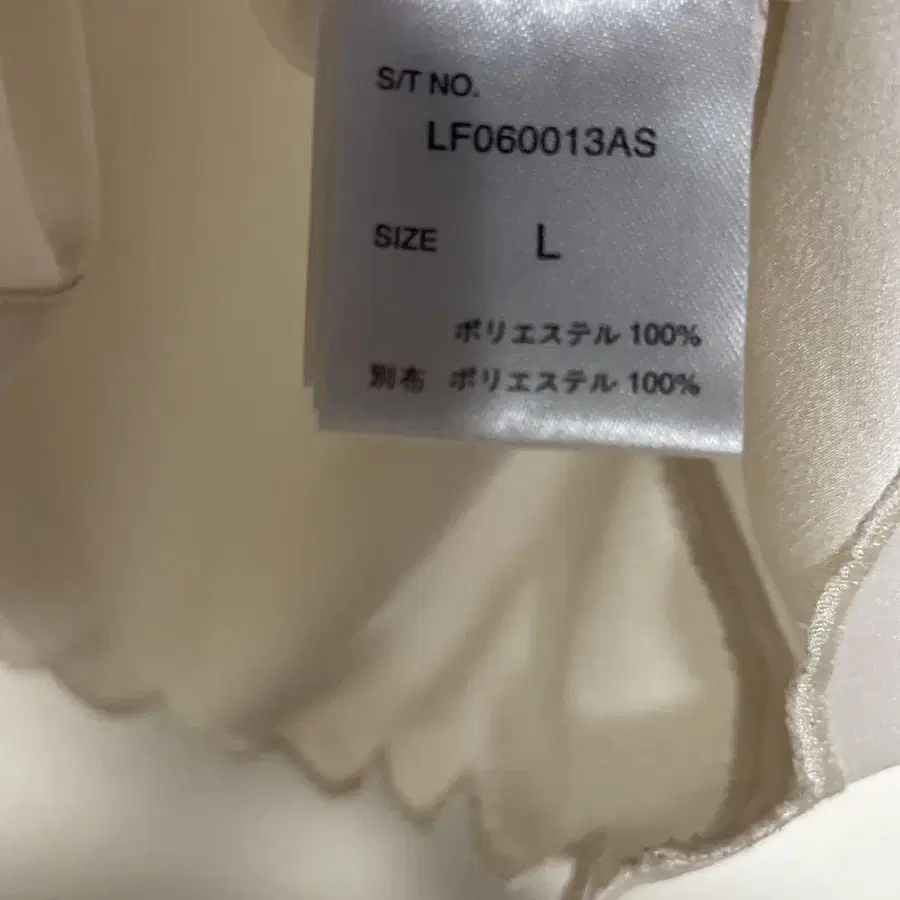 S/T NO.
LF060013AS
SIZE L
ポリエステル 100%
別布 ポリエステル 100%